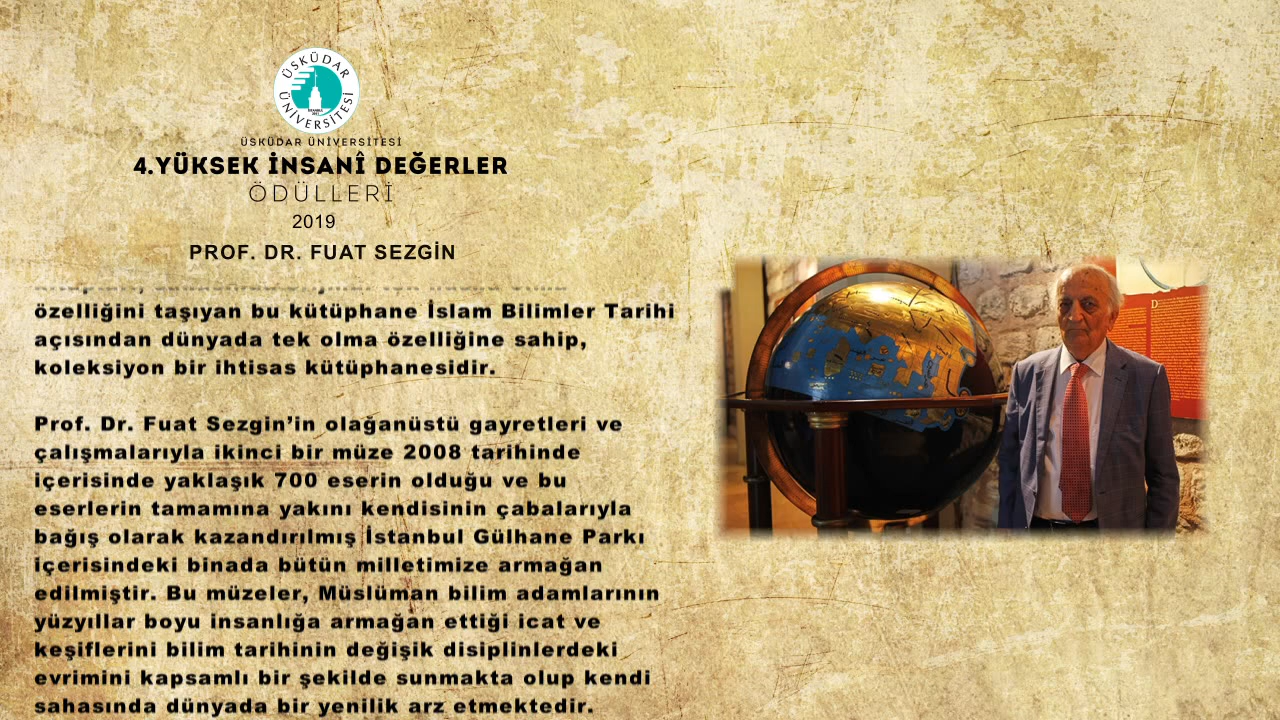 ÜSKÜDAR ÜNİVERSİTESİ
İSTANBUL
2011
ÜSKÜDAR ÜNİVERSİTESİ
4.YÜKSEK İNSANÎ DEĞERLER
ÖDÜLLERİ
2019
PROF. DR. FUAT SEZGİN
özelliğini taşıyan bu kütüphane İslam Bilimler Tarihi
açısından dünyada tek olma özelliğine sahip,
koleksiyon bir ihtisas kütüphanesidir.
Prof. Dr. Fuat Sezgin’in olağanüstü gayretleri ve
çalışmalarıyla ikinci bir müze 2008 tarihinde
içerisinde yaklaşık 700 eserin olduğu ve bu
eserlerin tamamına yakını kendisinin çabalarıyla
bağış olarak kazandırılmış İstanbul Gülhane Parkı
içerisindeki binada bütün milletimize armağan
edilmiştir. Bu müzeler, Müslüman bilim adamlarının
yüzyıllar boyu insanlığa armağan ettiği icat ve
keşiflerini bilim tarihinin değişik disiplinlerdeki
evrimini kapsamlı bir şekilde sunmakta olup kendi
sahasında dünyada bir yenilik arz etmektedir.